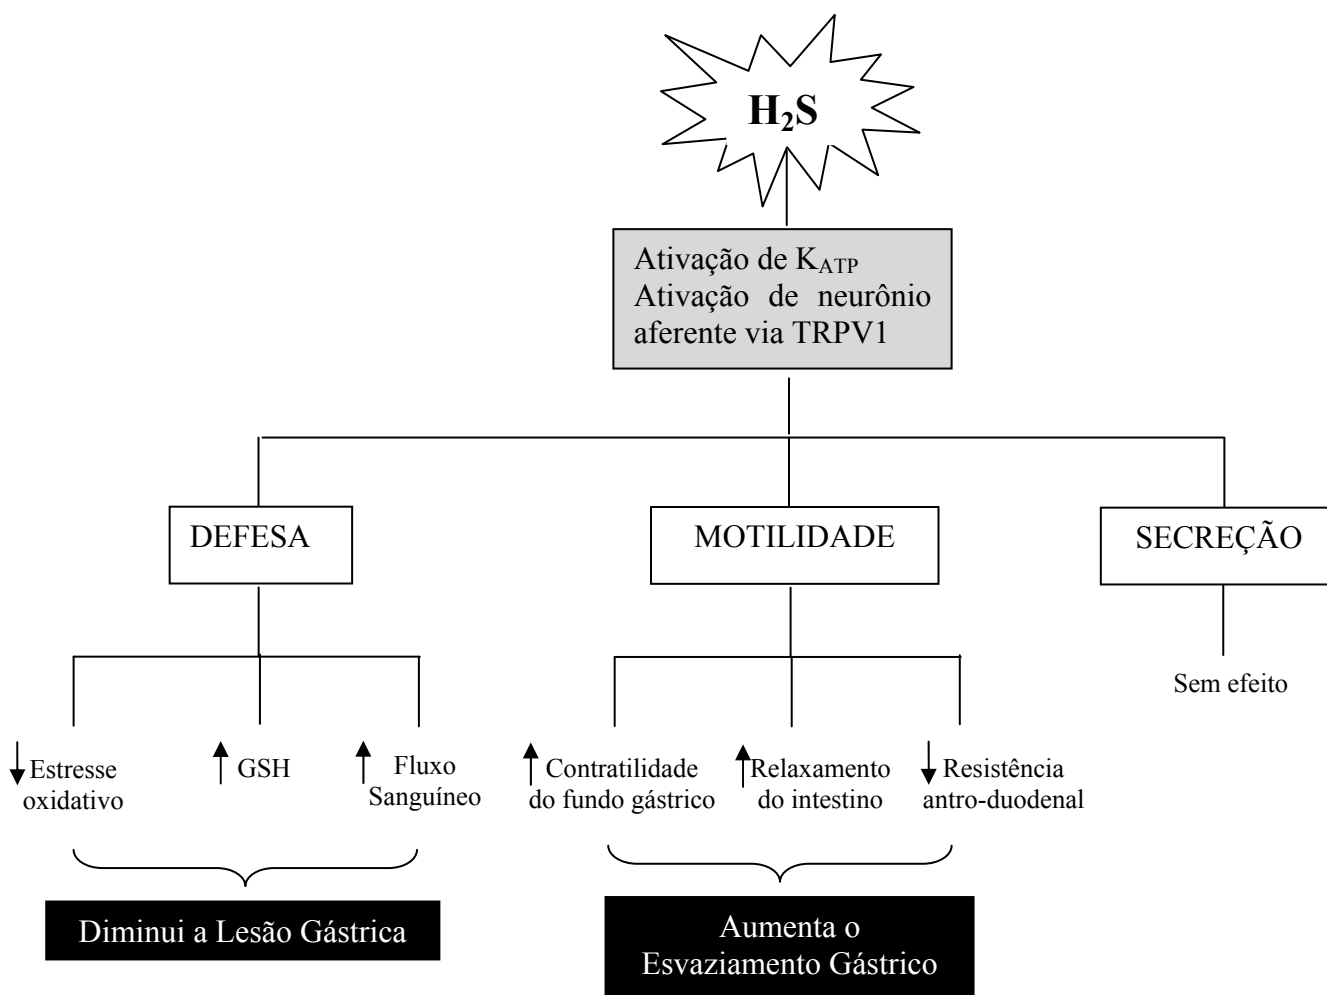 H₂S
Ativação de K_ATP
Ativação de neurônio
aferente via TRPV1
DEFESA
MOTILIDADE
SECREÇÃO
Sem efeito
↓ Estresse
oxidativo
↑ GSH
↑ Fluxo
Sanguíneo
↑ Contratilidade
do fundo gástrico
↑ Relaxamento
do intestino
↓ Resistência
antro-duodenal
Diminui a Lesão Gástrica
Aumenta o
Esvaziamento Gástrico